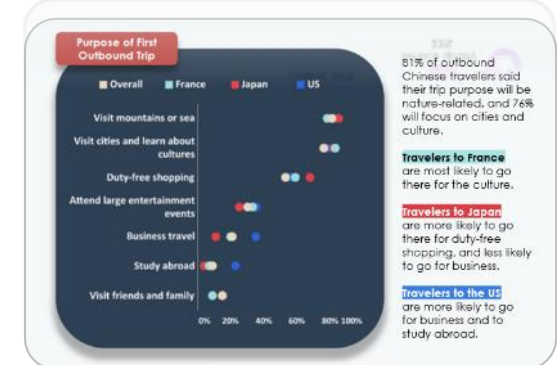 Purpose of First
Outbound Trip
Overall France Japan US
Visit mountains or sea
Visit cities and learn about
cultures
Duty-free shopping
Attend large entertainment
events
Business travel
Study abroad
Visit friends and family
0% 20% 40% 60% 80% 100%
81% of outbound
Chinese travelers said
their trip purpose will be
nature-related, and 76%
will focus on cities and
culture.
Travelers to France
are most likely to go
there for the culture.
Travelers to Japan
are more likely to go
there for duty-free
shopping, and less likely
to go for business.
Travelers to the US
are more likely to go
for business and to
study abroad.